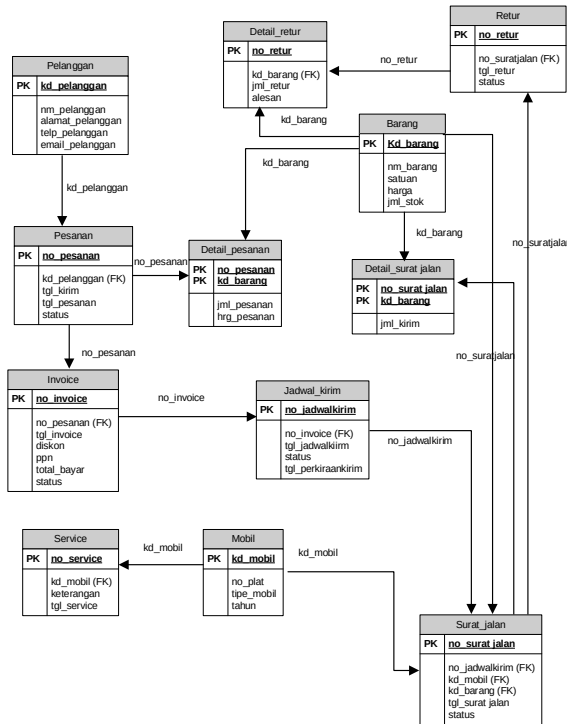 Retur
PK no_retur
no_suratjalan (FK)
tgl_retur
status
Detail_retur
PK no_retur
kd_barang (FK)
jml_retur
alesan
no_retur
Pelanggan
PK kd_pelanggan
nm_pelanggan
alamat_pelanggan
telp_pelanggan
email_pelanggan
kd_barang
Barang
PK Kd_barang
nm_barang
satuan
harga
jml_stok
kd_barang
kd_pelanggan
kd_barang
no_suratjalan
Pesanan
PK no_pesanan
kd_pelanggan (FK)
tgl_kirim
tgl_pesanan
status
no_pesanan
Detail_pesanan
PK no_pesanan
PK kd_barang
jml_pesanan
hrg_pesanan
Detail_surat jalan
PK no_surat jalan
PK kd_barang
jml_kirim
no_pesanan
no_suratjalan
Invoice
PK no_invoice
no_pesanan (FK)
tgl_invoice
diskon
ppn
total_bayar
status
no_invoice
Jadwal_kirim
PK no_jadwalkirim
no_invoice (FK)
tgl_jadwalkiirm
status
tgl_perkiraankirim
no_jadwalkirim
Service
PK no_service
kd_mobil (FK)
keterangan
tgl_service
kd_mobil
Mobil
PK kd_mobil
no_plat
tipe_mobil
tahun
kd_mobil
Surat_jalan
PK no_surat jalan
no_jadwalkirim (FK)
kd_mobil (FK)
kd_barang (FK)
tgl_surat jalan
status